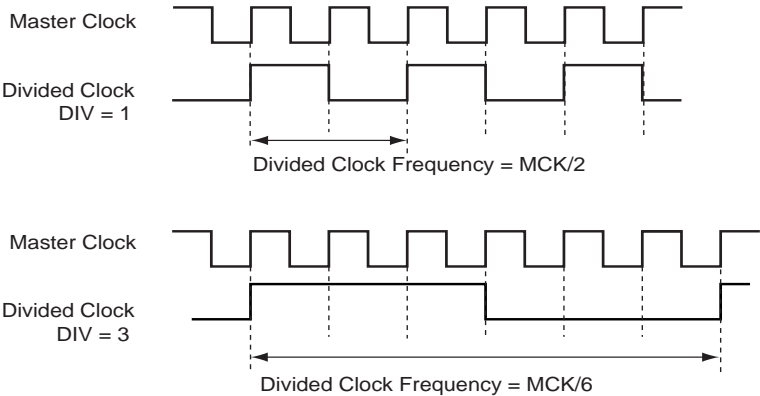 Master Clock
Divided Clock
DIV = 1
Divided Clock Frequency = MCK/2
Master Clock
Divided Clock
DIV = 3
Divided Clock Frequency = MCK/6